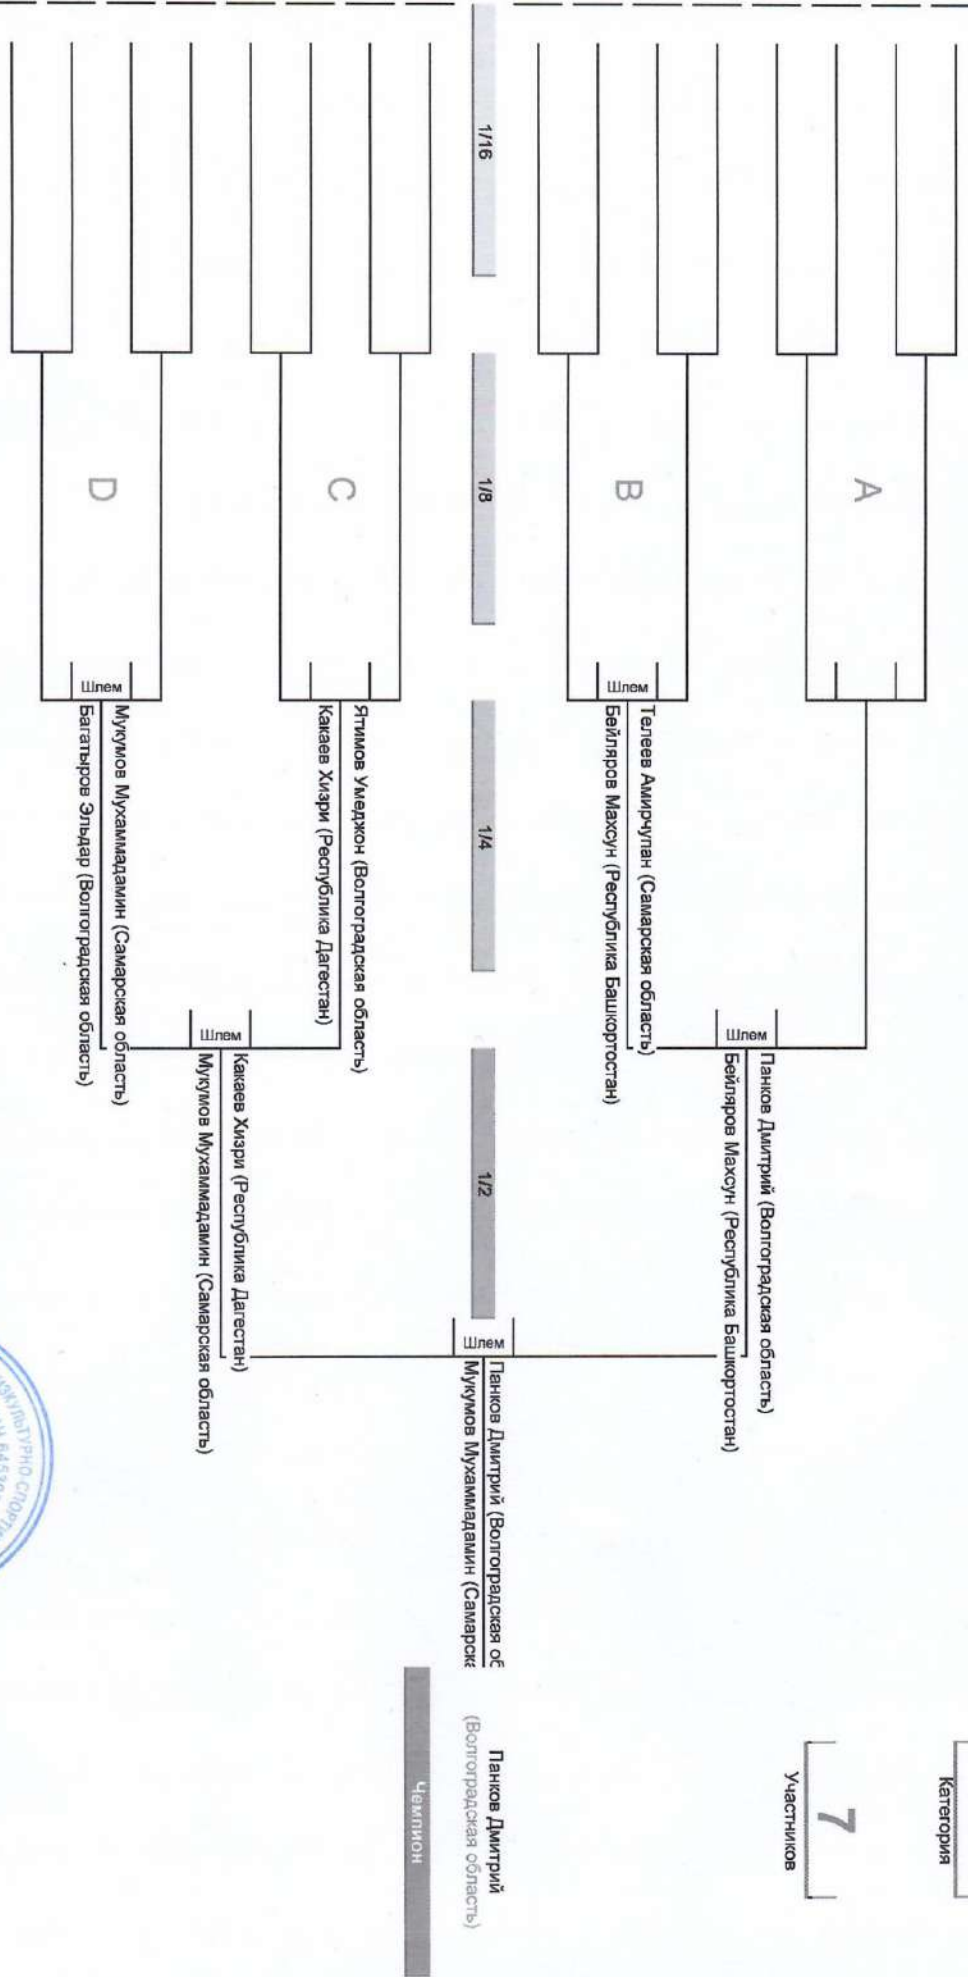 Категория
7
Участников
1/16
1/8
1/4
1/2
A
B
C
D
Шлем
Телеев Амирчупан (Самарская область)
Бейляров Махсун (Республика Башкортостан)
Ятимов Умеджон (Волгоградская область)
Какаев Хизри (Республика Дагестан)
Шлем
Мукумов Мухаммадамин (Самарская область)
Багатыров Эльдар (Волгоградская область)
Шлем
Панков Дмитрий (Волгоградская область)
Бейляров Махсун (Республика Башкортостан)
Шлем
Какаев Хизри (Республика Дагестан)
Мукумов Мухаммадамин (Самарская область)
Шлем
Панков Дмитрий (Волгоградская об
Мукумов Мухаммадамин (Самарска
Панков Дмитрий
(Волгоградская область)
Чемпион